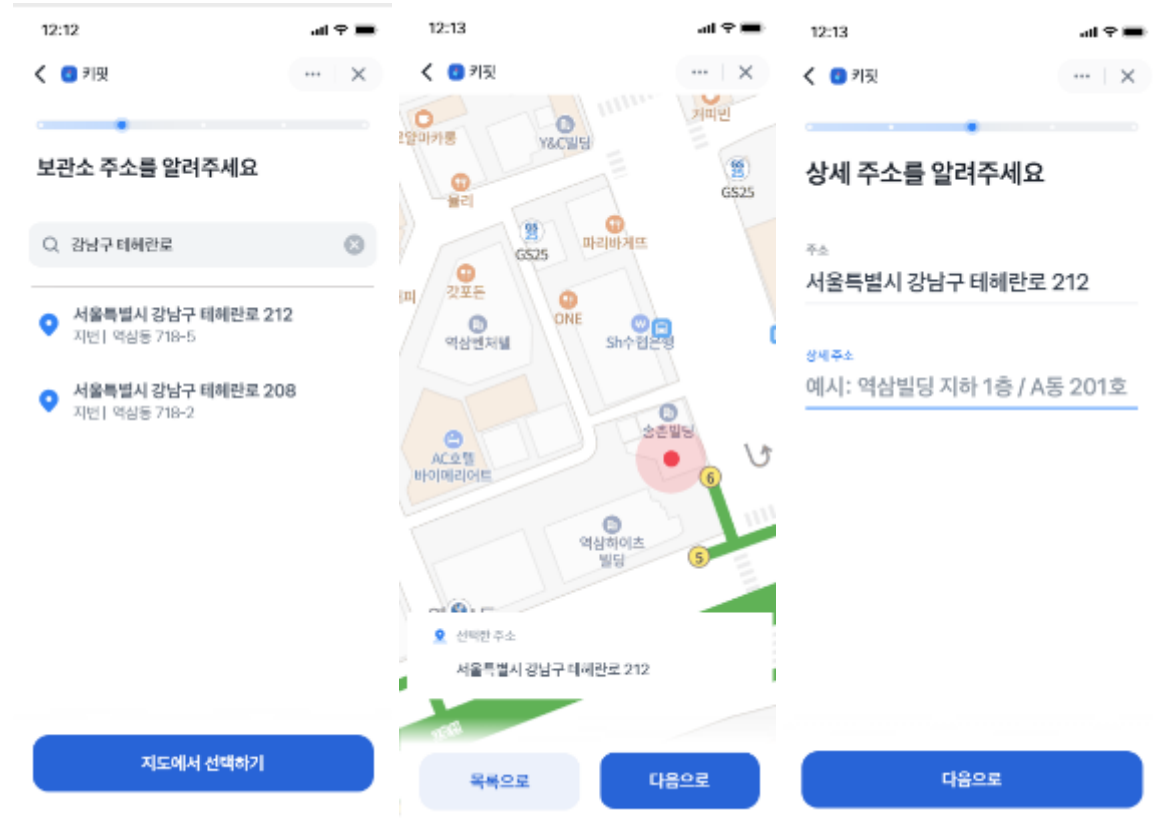 12:12
키핏
보관소 주소를 알려주세요
강남구 테헤란로
서울특별시 강남구 테헤란로 212
지번 | 역삼동 718-5
서울특별시 강남구 테헤란로 208
지번 | 역삼동 718-2
지도에서 선택하기
12:13
키핏
커피빈
Y&C빌딩
GS
25
GS25
울리
GS
25
GS25
파리바게뜨
갓포돈
ONE
역삼벤처텔
Sh수협은행
송촌빌딩
AC호텔
바이메리어트
6
역삼하이츠
빌딩
5
선택한 주소
서울특별시 강남구 테헤란로 212
목록으로
다음으로
12:13
키핏
상세 주소를 알려주세요
주소
서울특별시 강남구 테헤란로 212
상세 주소
예시: 역삼빌딩 지하 1층 / A동 201호
다음으로